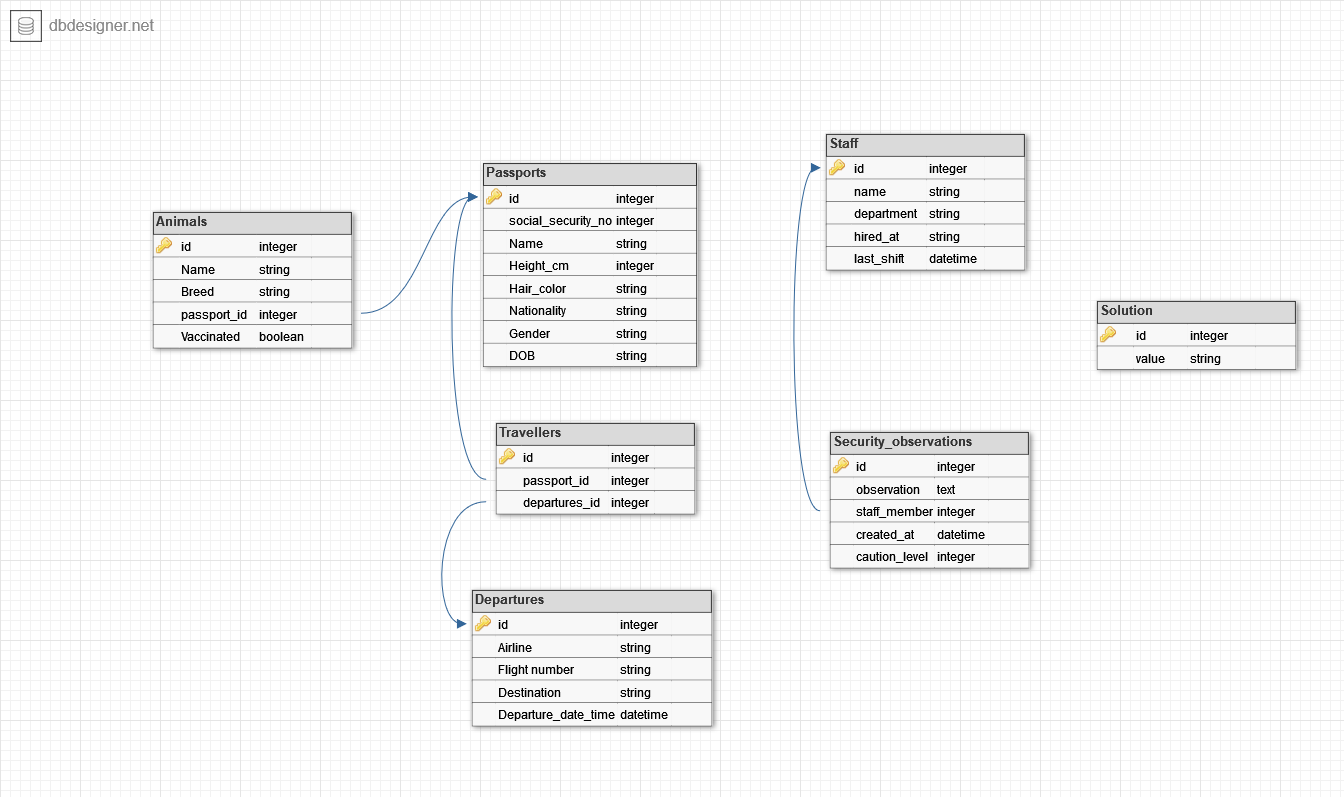 dbdesigner.net
Animals
id integer
Name string
Breed string
passport_id integer
Vaccinated boolean
Passports
id integer
social_security_no integer
Name string
Height_cm integer
Hair_color string
Nationality string
Gender string
DOB string
Travellers
id integer
passport_id integer
departures_id integer
Departures
id integer
Airline string
Flight number string
Destination string
Departure_date_time datetime
Staff
id integer
name string
department string
hired_at string
last_shift datetime
Security_observations
id integer
observation text
staff_member integer
created_at datetime
caution_level integer
Solution
id integer
value string